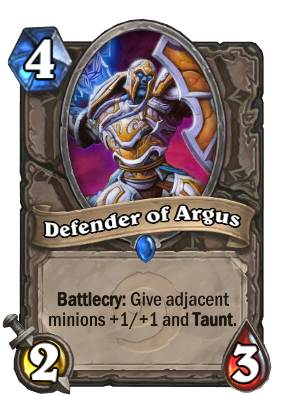 4
Defender of Argus
Battlecry: Give adjacent
minions +1/+1 and Taunt.
2
3